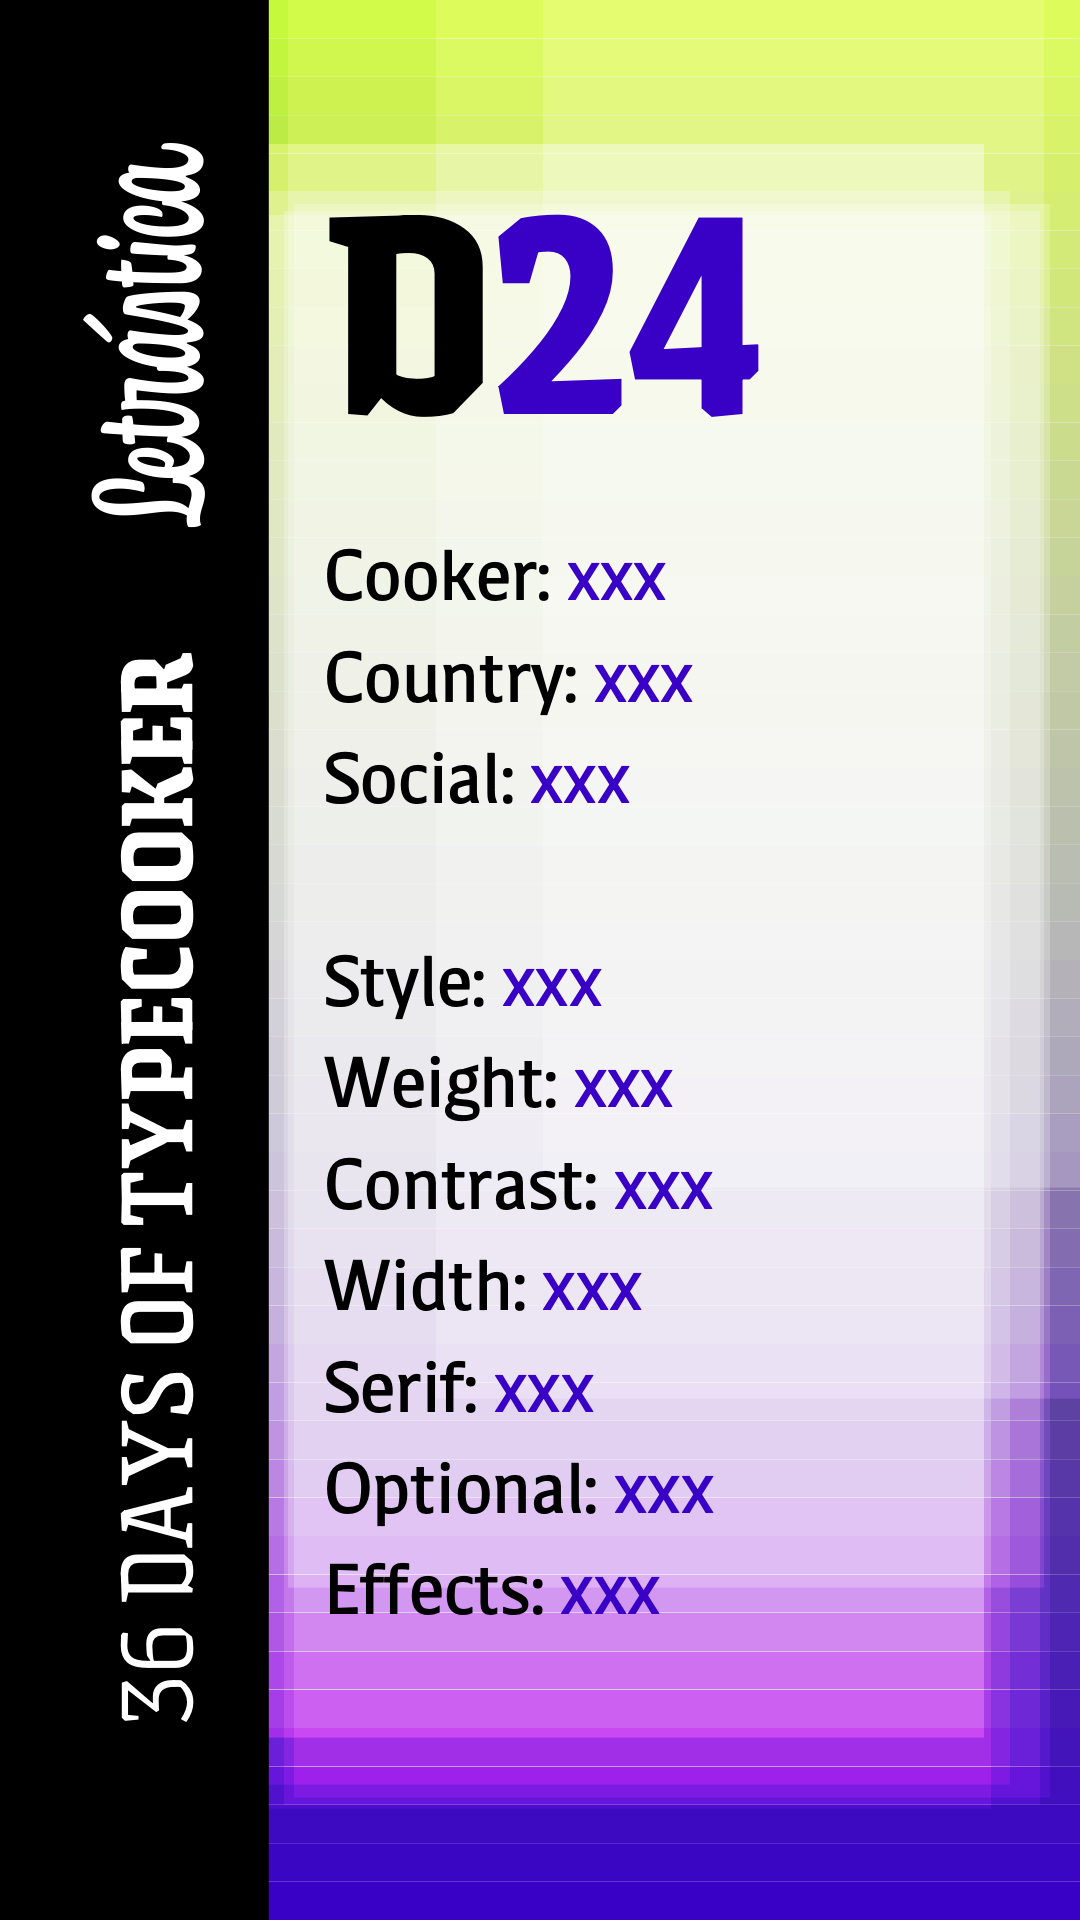 36 DAYS OF TYPECOOKER Letrástica
D24
Cooker: xxx
Country: xxx
Social: xxx
Style: xxx
Weight: xxx
Contrast: xxx
Width: xxx
Serif: xxx
Optional: xxx
Effects: xxx